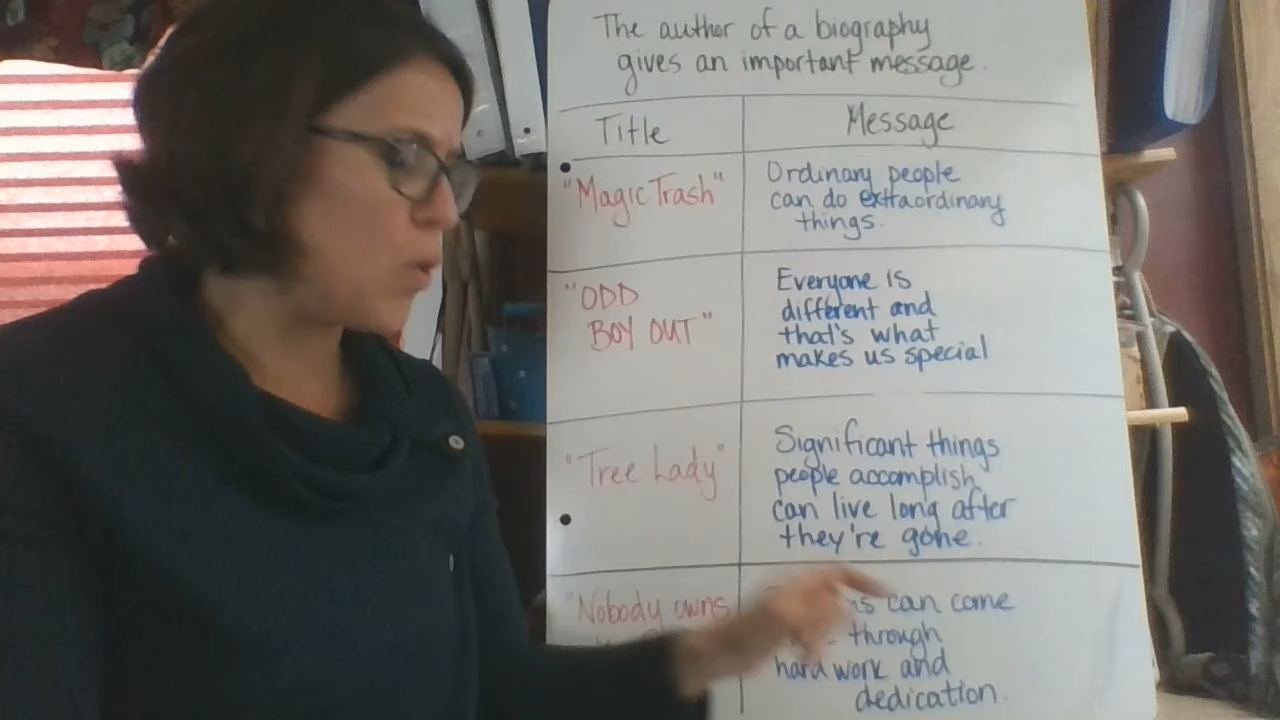 The author of a biography
gives an important message.
Title
Message
"Magic Trash"
Ordinary people
can do extraordinary
things.
"ODD
BOY OUT"
Everyone is
different and
that's what
makes us special
"Tree Lady"
Significant things
people accomplish
can live long after
they're gone.
"Nobody owns
can come
through
hard work and
dedication.